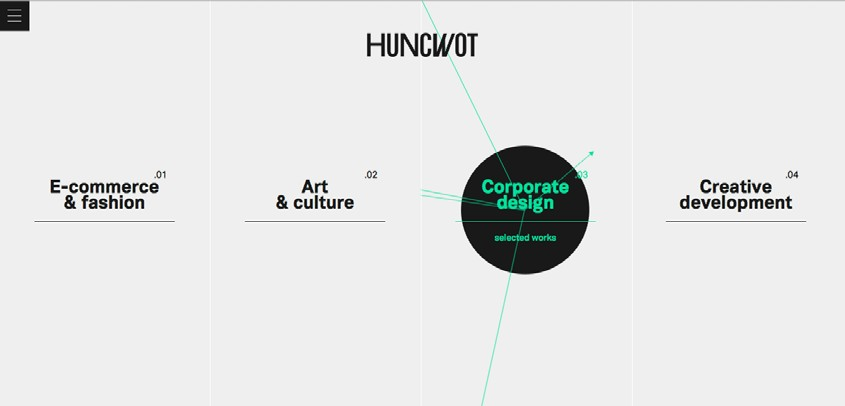 HUNCWOT
.01
E-commerce
& fashion
.02
Art
& culture
.03
Corporate
design
selected works
.04
Creative
development